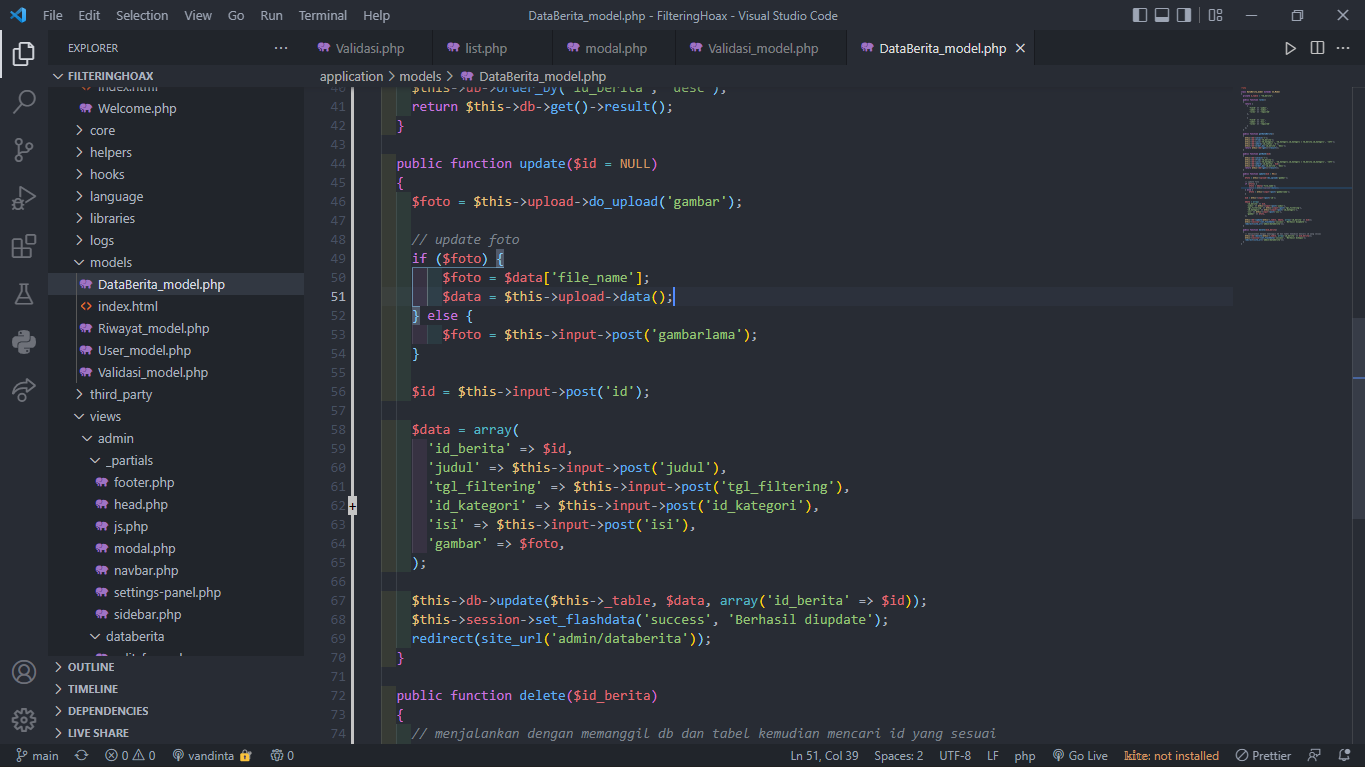 File Edit Selection View Go Run Terminal Help
DataBerita_model.php - FilteringHoax - Visual Studio Code
EXPLORER
Validasi.php
list.php
modal.php
Validasi_model.php
DataBerita_model.php
FILTERINGHOAX
application > models > DataBerita_model.php
index.html
Welcome.php
core
helpers
hooks
language
libraries
logs
models
DataBerita_model.php
index.html
Riwayat_model.php
User_model.php
Validasi_model.php
third_party
views
admin
_partials
footer.php
head.php
js.php
modal.php
navbar.php
settings-panel.php
sidebar.php
databerita
OUTLINE
TIMELINE
DEPENDENCIES
LIVE SHARE
40 $this->db->order_by('id_berita', 'desc');
41 return $this->db->get()->result();
42 }
43
44 public function update($id = NULL)
45 {
46 $foto = $this->upload->do_upload('gambar');
47
48 // update foto
49 if ($foto) {
50 $foto = $data['file_name'];
51 $data = $this->upload->data();
52 } else {
53 $foto = $this->input->post('gambarlama');
54 }
55
56 $id = $this->input->post('id');
57
58 $data = array(
59 'id_berita' => $id,
60 'judul' => $this->input->post('judul'),
61 'tgl_filtering' => $this->input->post('tgl_filtering'),
62 'id_kategori' => $this->input->post('id_kategori'),
63 'isi' => $this->input->post('isi'),
64 'gambar' => $foto,
65 );
66
67 $this->db->update($this->_table, $data, array('id_berita' => $id));
68 $this->session->set_flashdata('success', 'Berhasil diupdate');
69 redirect(site_url('admin/databerita'));
70 }
71
72 public function delete($id_berita)
73 {
74 // menjalankan dengan memanggil db dan tabel kemudian mencari id yang sesuai
main
0 0
vandinta
0
Ln 51, Col 39
Spaces: 2
UTF-8
LF
php
Go Live
not installed
Prettier